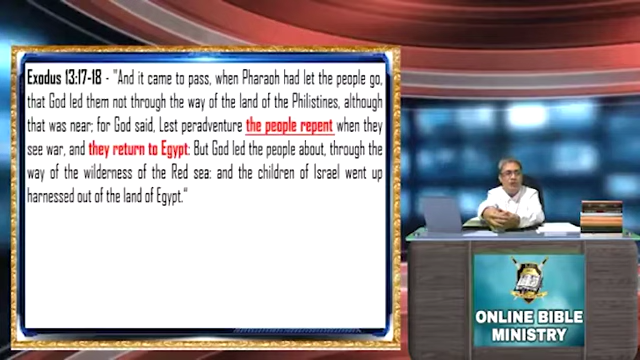 Exodus 13:17-18 - "And it came to pass, when Pharaoh had let the people go,
that God led them not through the way of the land of the Philistines, although
that was near; for God said, Lest peradventure the people repent when they
see war, and they return to Egypt: But God led the people about, through the
way of the wilderness of the Red sea: and the children of Israel went up
harnessed out of the land of Egypt."
ONLINE BIBLE
MINISTRY